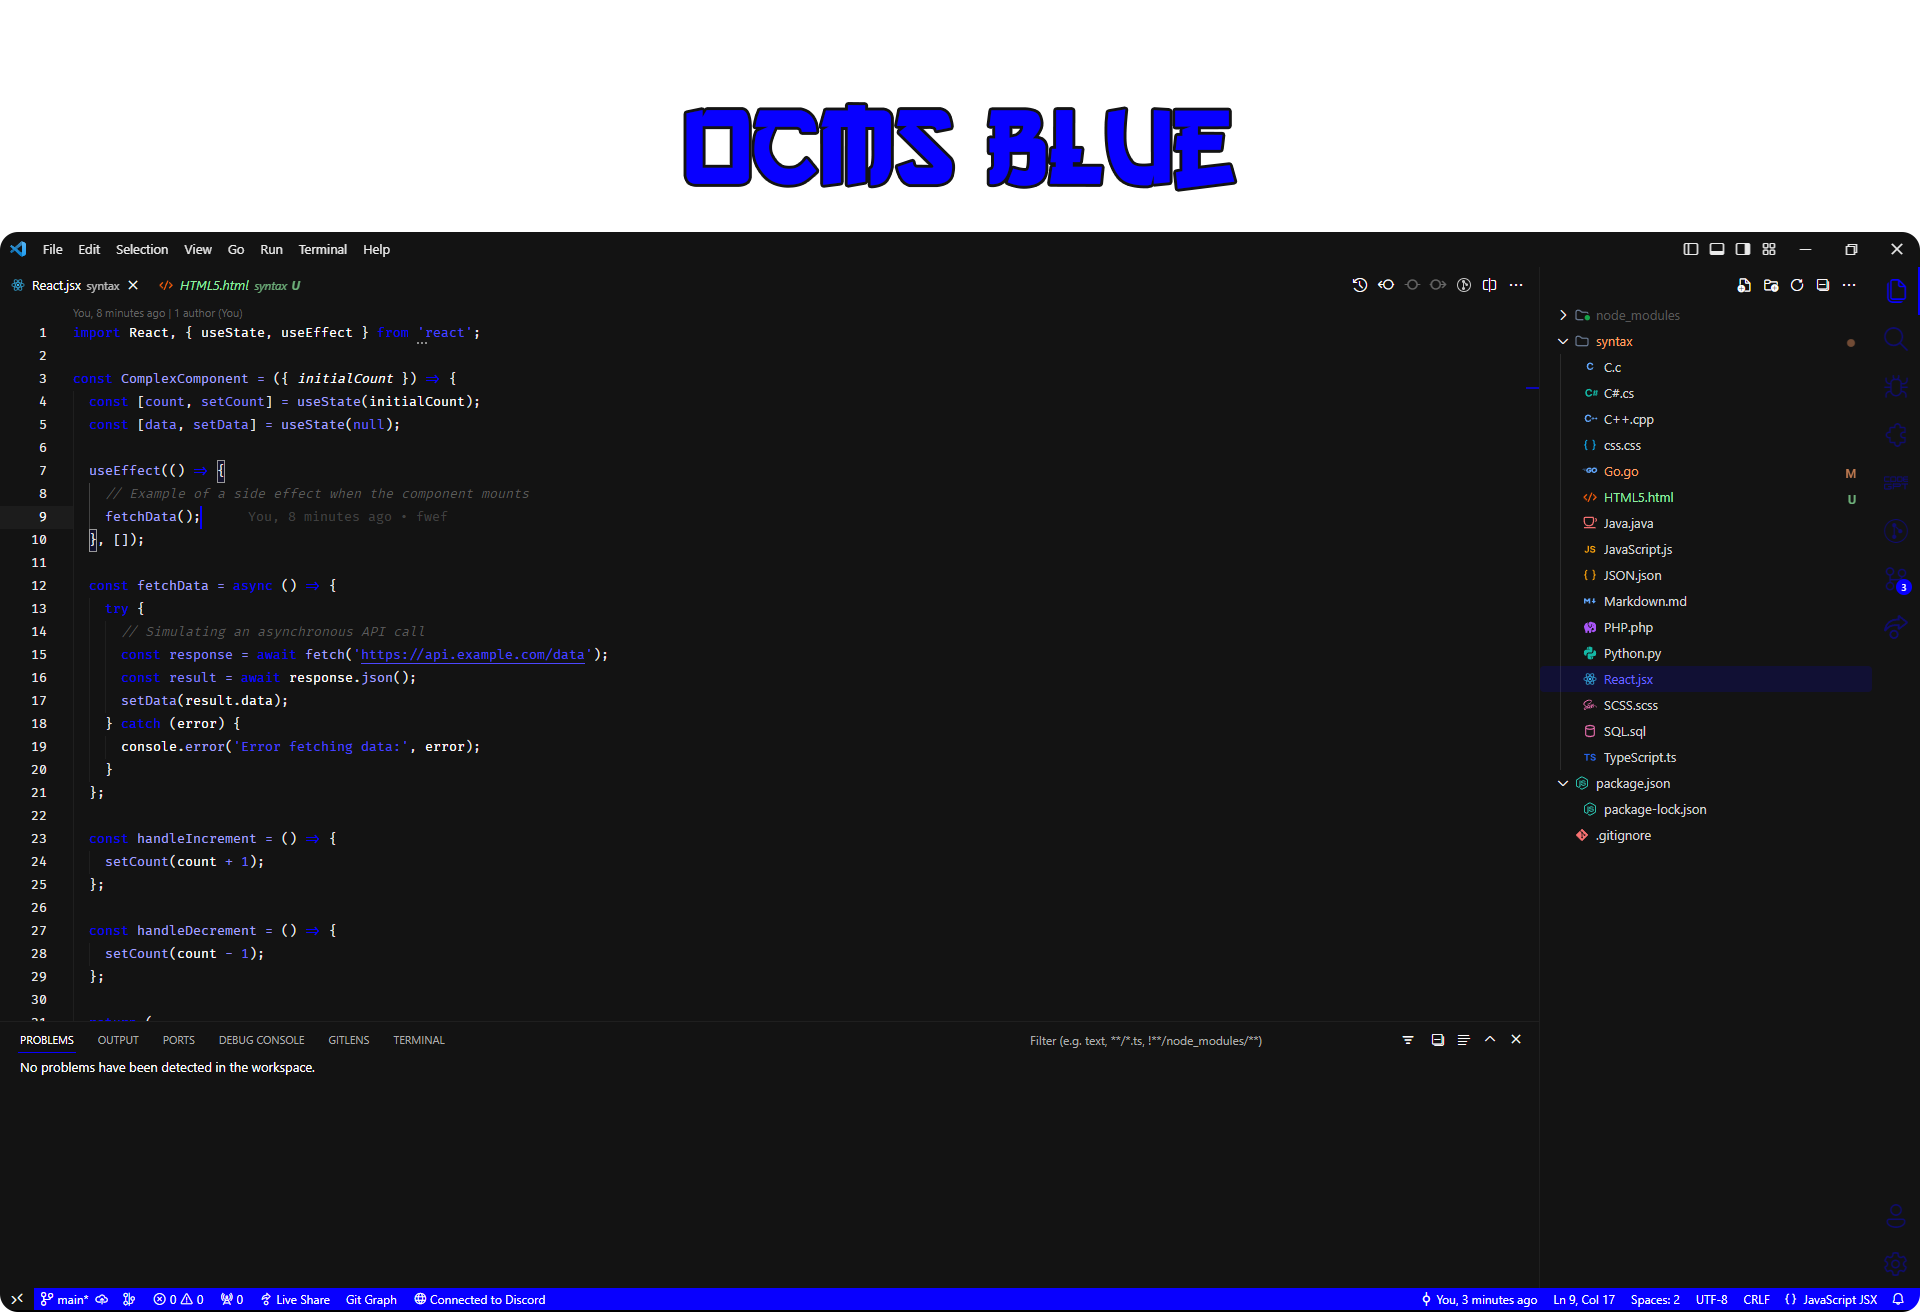 OCMS BLUE
File Edit Selection View Go Run Terminal Help
React.jsx syntax HTML5.html syntax U
You, 8 minutes ago | 1 author (You)
1 import React, { useState, useEffect } from 'react';
2
3 const ComplexComponent = ({ initialCount }) => {
4 const [count, setCount] = useState(initialCount);
5 const [data, setData] = useState(null);
6
7 useEffect(() => {
8 // Example of a side effect when the component mounts
9 fetchData(); You, 8 minutes ago • fwef
10 }, []);
11
12 const fetchData = async () => {
13 try {
14 // Simulating an asynchronous API call
15 const response = await fetch('https://api.example.com/data');
16 const result = await response.json();
17 setData(result.data);
18 } catch (error) {
19 console.error('Error fetching data:', error);
20 }
21 };
22
23 const handleIncrement = () => {
24 setCount(count + 1);
25 };
26
27 const handleDecrement = () => {
28 setCount(count - 1);
29 };
30
31 return (
node_modules
syntax
C C.c
C# C#.cs
C++ C++.cpp
{ } css.css
GO Go.go M
</> HTML5.html U
Java.java
JS JavaScript.js
{ } JSON.json
M↓ Markdown.md
PHP.php
Python.py
React.jsx
SCSS.scss
SQL.sql
TS TypeScript.ts
package.json
package-lock.json
.gitignore
3
PROBLEMS OUTPUT PORTS DEBUG CONSOLE GITLENS TERMINAL Filter (e.g. text, **/*.ts, !**/node_modules/**)
No problems have been detected in the workspace.
main* 0 0 0 Live Share Git Graph Connected to Discord You, 3 minutes ago Ln 9, Col 17 Spaces: 2 UTF-8 CRLF { } JavaScript JSX